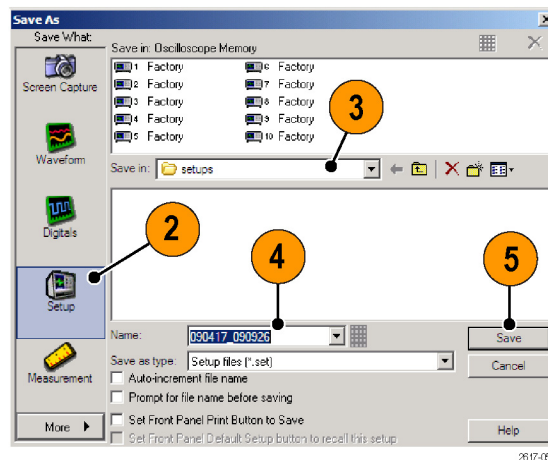 Save As
Save What:
Screen Capture
Waveform
Digitals
Setup
Measurement
More
Save in: Oscilloscope Memory
1 Factory
2 Factory
3 Factory
4 Factory
5 Factory
6 Factory
7 Factory
8 Factory
9 Factory
10 Factory
3
Save in: setups
2
4
5
Name: 090417_090926
Save as type: Setup files (*.set)
Auto-increment file name
Prompt for file name before saving
Set Front Panel Print Button to Save
Set Front Panel Default Setup button to recall this setup
Save
Cancel
Help